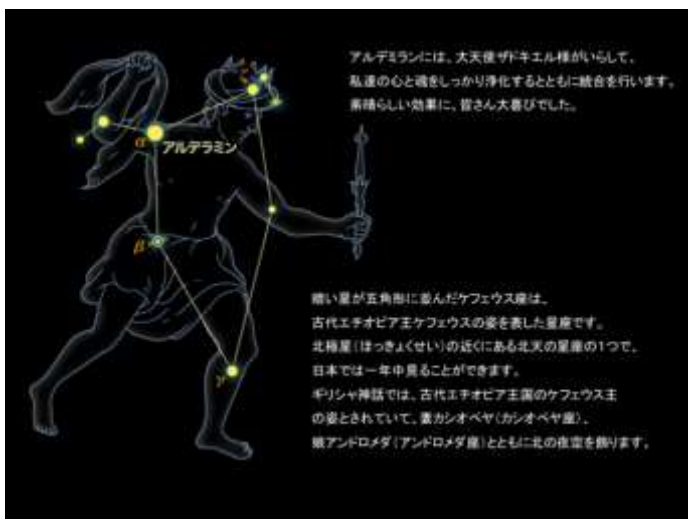 アルデミランには、大天使ザドキエル様がいらして、
私達の心と魂をしっかり浄化するとともに統合を行います。
素晴らしい効果に、皆さん大喜びでした。
α
アルデラミン
β
γ
暗い星が五角形に並んだケフェウス座は、
古代エチオピア王ケフェウスの姿を表した星座です。
北極星(ほっきょくせい)の近くにある北天の星座の1つで、
日本では一年中見ることができます。
ギリシャ神話では、古代エチオピア王国のケフェウス王
の姿とされていて、妻カシオペヤ(カシオペヤ座)、
娘アンドロメダ(アンドロメダ座)とともに北の夜空を飾ります。